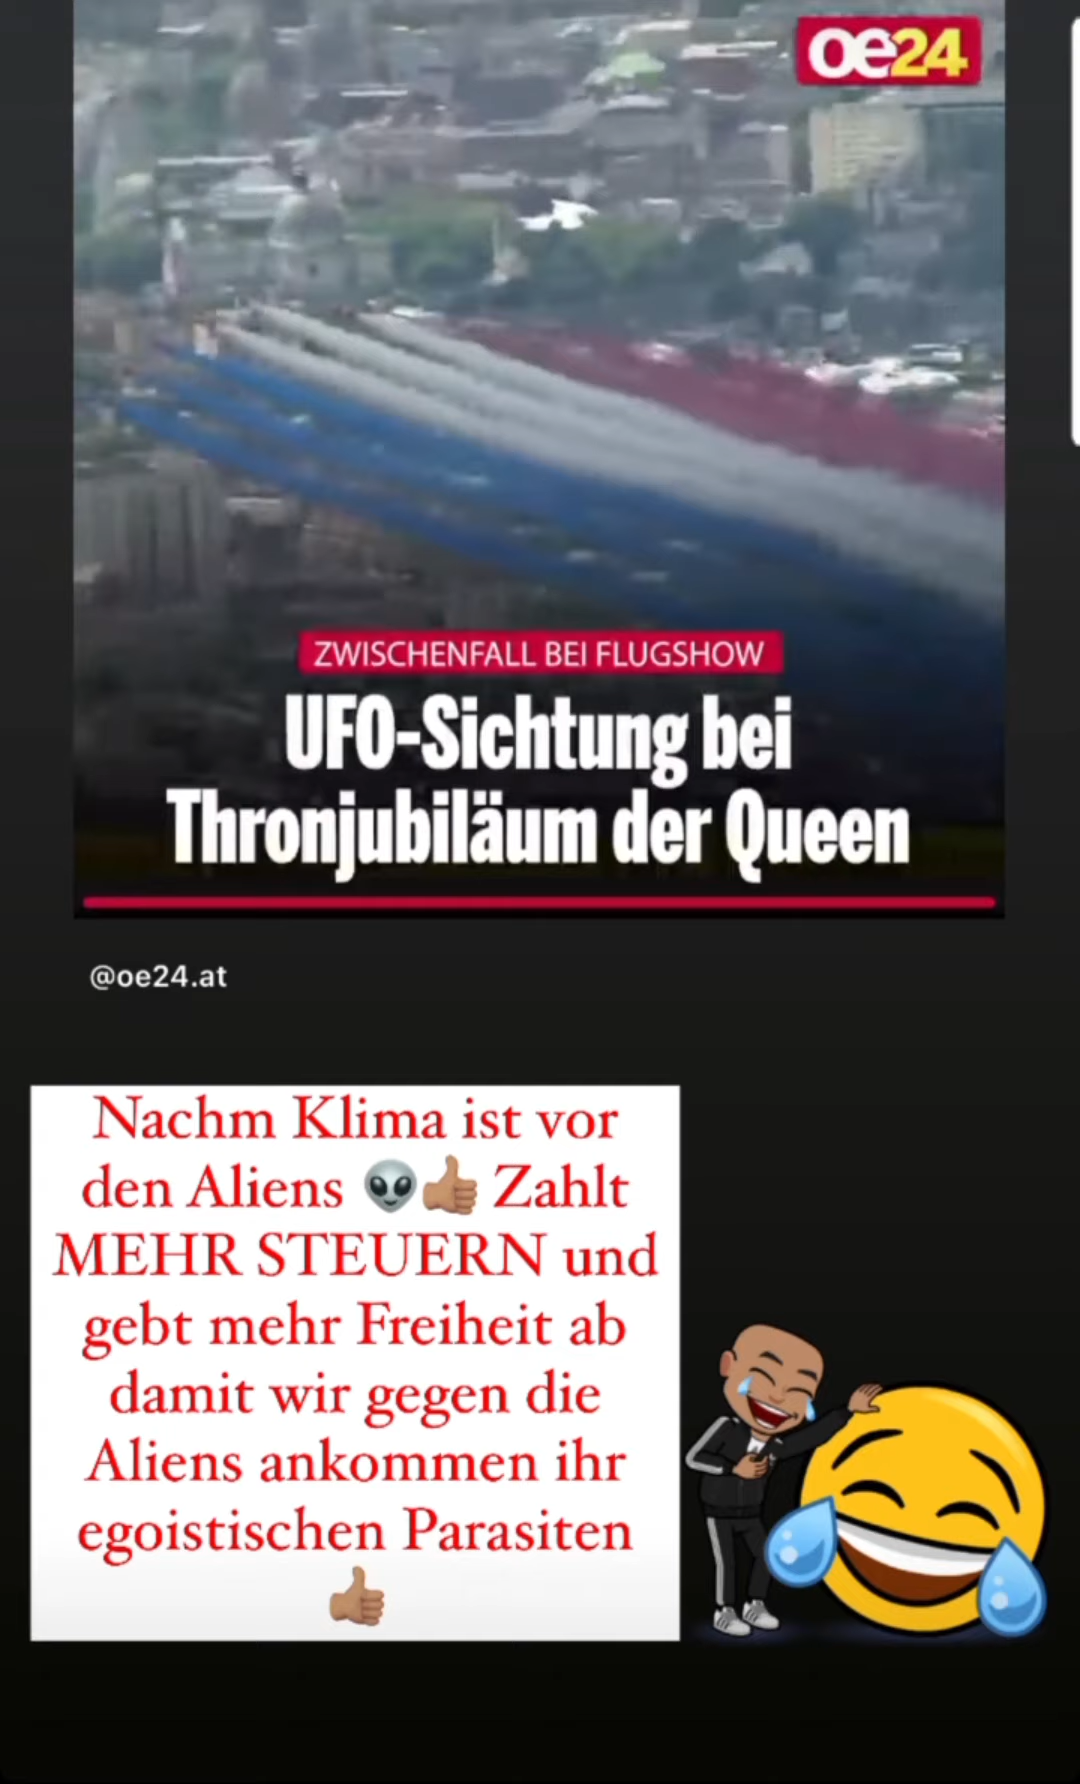 oe24
ZWISCHENFALL BEI FLUGSHOW
UFO-Sichtung bei
Thronjubiläum der Queen
@oe24.at
Nachm Klima ist vor
den Aliens 👽👍🏽 Zahlt
MEHR STEUERN und
gebt mehr Freiheit ab
damit wir gegen die
Aliens ankommen ihr
egoistischen Parasiten
👍🏽